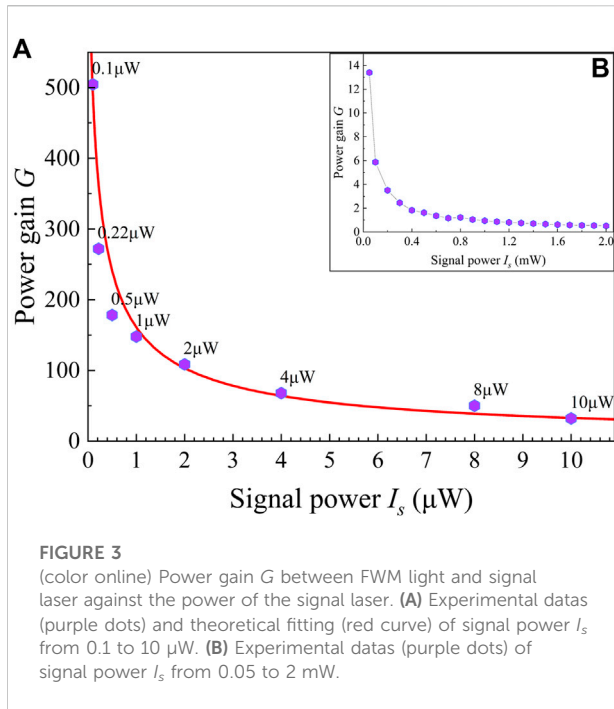 A
B
500
400
300
200
100
0
Power gain G
0.1μW
0.22μW
0.5μW
1μW
2μW
4μW
8μW
10μW
0 1 2 3 4 5 6 7 8 9 10
Signal power Is (μW)
14
12
10
8
6
4
2
0
Power gain G
0.0 0.4 0.8 1.2 1.6 2.0
Signal power Is (mW)
FIGURE 3
(color online) Power gain G between FWM light and signal
laser against the power of the signal laser. (A) Experimental datas
(purple dots) and theoretical fitting (red curve) of signal power Is
from 0.1 to 10 μW. (B) Experimental datas (purple dots) of
signal power Is from 0.05 to 2 mW.